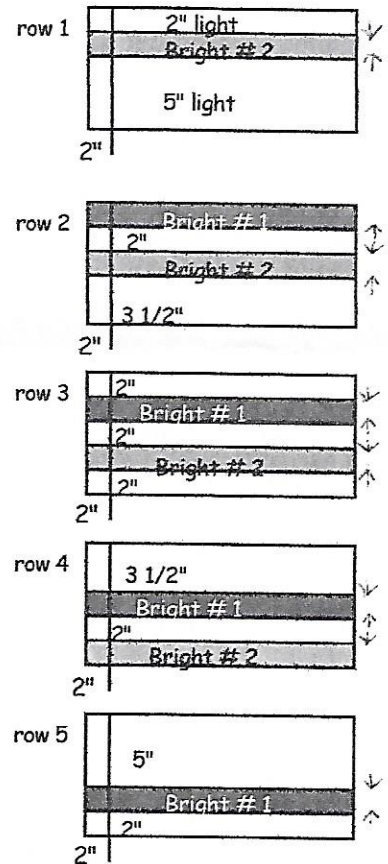 row 1
2" light
Bright # 2
5" light
2"
row 2
Bright # 1
2"
Bright # 2
3 1/2"
2"
row 3
2"
Bright # 1
2"
Bright # 2
2"
2"
row 4
3 1/2"
Bright # 1
2"
Bright # 2
2"
row 5
5"
Bright # 1
2"
2"